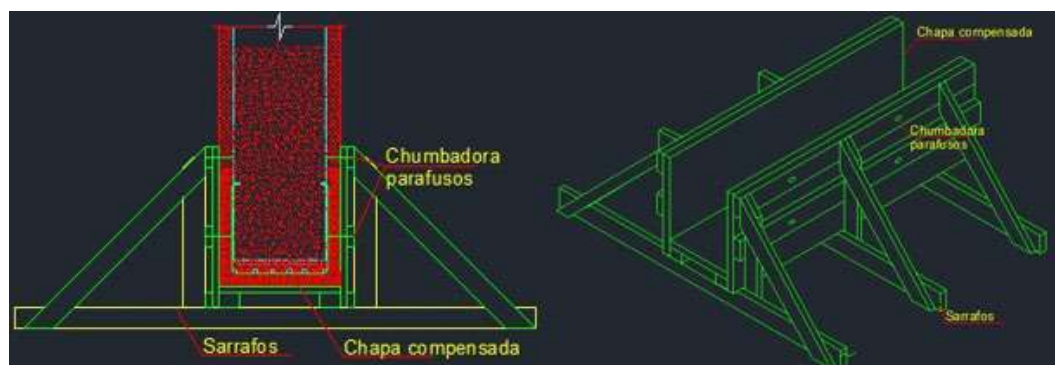 Chumbadora
parafusos
Sarrafos
Chapa compensada
Chapa compensada
Chumbadora
parafusos
Sarrafos